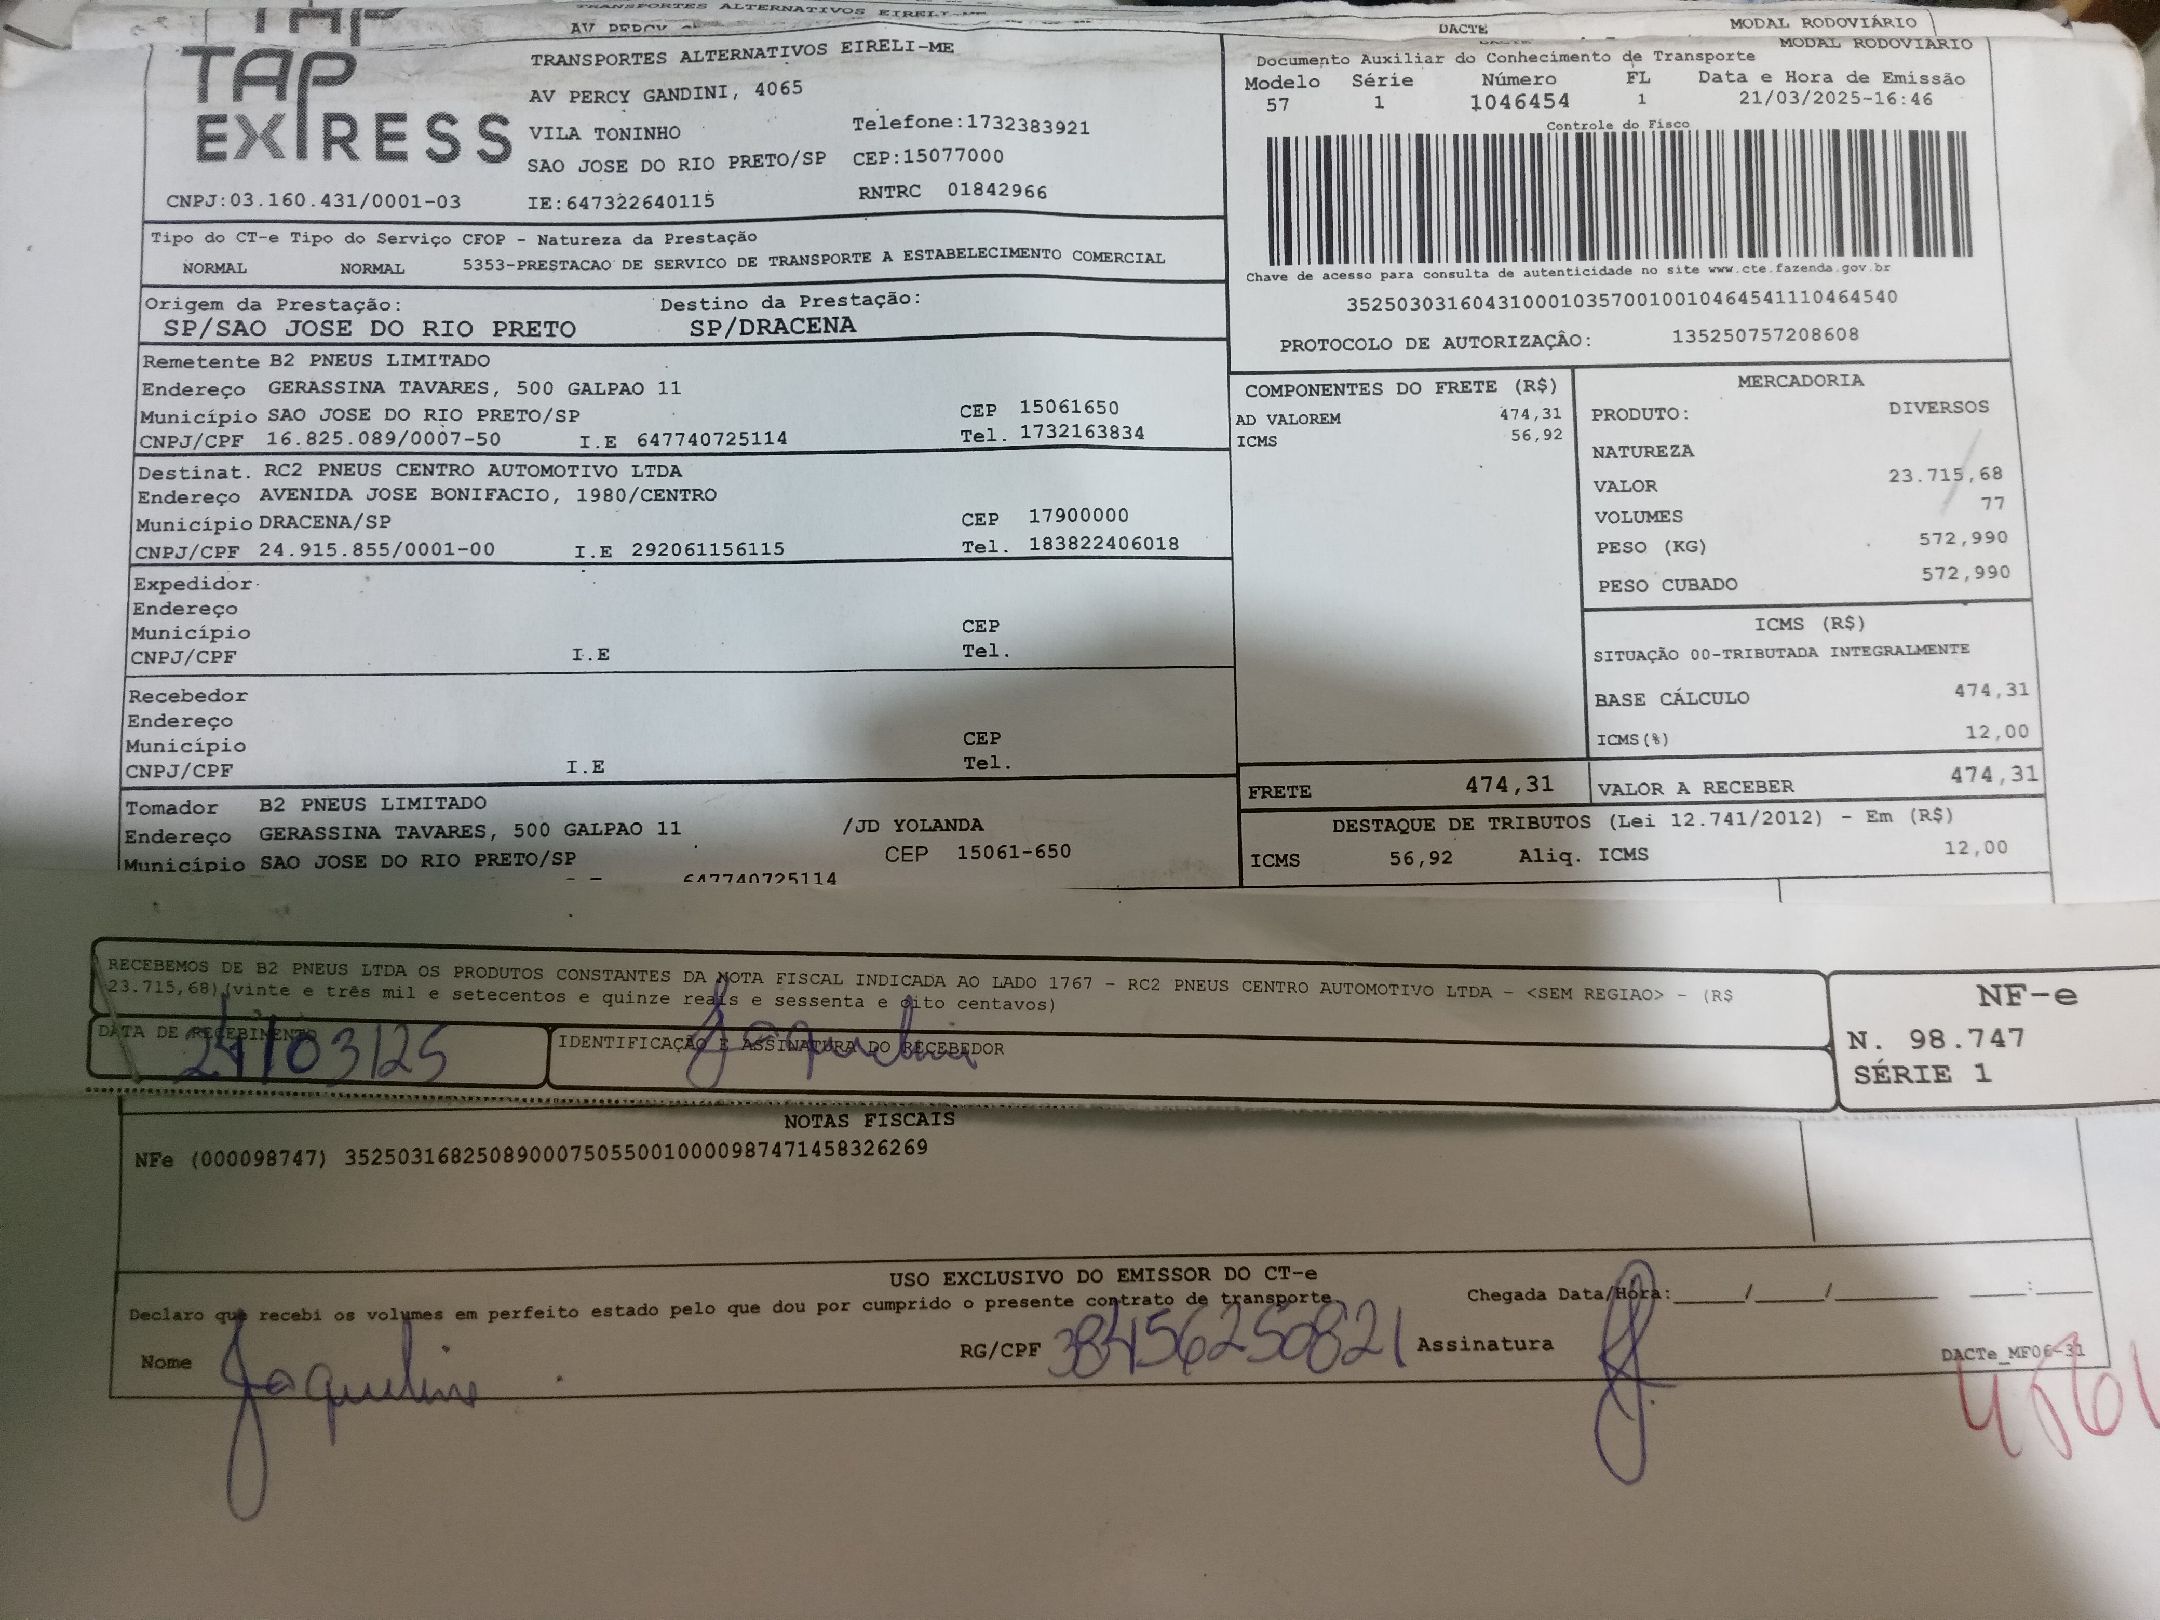 TRANSPORTES ALTERNATIVOS EIRELI-ME
DACTE
MODAL RODOVIÁRIO
TAP EXPRESS
TRANSPORTES ALTERNATIVOS EIRELI-ME
AV PERCY GANDINI, 4065
VILA TONINHO Telefone:1732383921
SAO JOSE DO RIO PRETO/SP CEP:15077000
CNPJ:03.160.431/0001-03 IE:647322640115 RNTRC 01842966
MODAL RODOVIÁRIO
Documento Auxiliar do Conhecimento de Transporte
Modelo Série Número FL Data e Hora de Emissão
57 1 1046454 1 21/03/2025-16:46
Controle do Fisco
Chave de acesso para consulta de autenticidade no site www.cte.fazenda.gov.br
35250303160431000103570010010464541110464540
PROTOCOLO DE AUTORIZAÇÂO: 135250757208608
Tipo do CT-e Tipo do Serviço CFOP - Natureza da Prestação
NORMAL NORMAL 5353-PRESTACAO DE SERVICO DE TRANSPORTE A ESTABELECIMENTO COMERCIAL
Origem da Prestação: Destino da Prestação:
SP/SAO JOSE DO RIO PRETO SP/DRACENA
Remetente B2 PNEUS LIMITADO
Endereço GERASSINA TAVARES, 500 GALPAO 11
Município SAO JOSE DO RIO PRETO/SP CEP 15061650
CNPJ/CPF 16.825.089/0007-50 I.E 647740725114 Tel. 1732163834
Destinat. RC2 PNEUS CENTRO AUTOMOTIVO LTDA
Endereço AVENIDA JOSE BONIFACIO, 1980/CENTRO
Município DRACENA/SP CEP 17900000
CNPJ/CPF 24.915.855/0001-00 I.E 292061156115 Tel. 183822406018
Expedidor
Endereço
Município CEP
CNPJ/CPF I.E Tel.
Recebedor
Endereço
Município CEP
CNPJ/CPF I.E Tel.
Tomador B2 PNEUS LIMITADO
Endereço GERASSINA TAVARES, 500 GALPAO 11 /JD YOLANDA
Município SAO JOSE DO RIO PRETO/SP CEP 15061-650
647740725114
COMPONENTES DO FRETE (R$)
AD VALOREM 474,31
ICMS 56,92
MERCADORIA
PRODUTO: DIVERSOS
NATUREZA
VALOR 23.715,68
VOLUMES 77
PESO (KG) 572,990
PESO CUBADO 572,990
ICMS (R$)
SITUAÇÃO 00-TRIBUTADA INTEGRALMENTE
BASE CÁLCULO 474,31
ICMS(%) 12,00
FRETE 474,31 VALOR A RECEBER 474,31
DESTAQUE DE TRIBUTOS (Lei 12.741/2012) - Em (R$)
ICMS 56,92 Aliq. ICMS 12,00
RECEBEMOS DE B2 PNEUS LTDA OS PRODUTOS CONSTANTES DA NOTA FISCAL INDICADA AO LADO 1767 - RC2 PNEUS CENTRO AUTOMOTIVO LTDA - <SEM REGIAO> - (R$
23.715,68) (vinte e três mil e setecentos e quinze reais e sessenta e oito centavos)
DATA DE RECEBIMENTO IDENTIFICAÇÃO E ASSINATURA DO RECEBEDOR
24/03/25 Jaqueline
NF-e
N. 98.747
SÉRIE 1
NOTAS FISCAIS
NFe (000098747) 35250316825089000750550010000987471458326269
USO EXCLUSIVO DO EMISSOR DO CT-e
Declaro que recebi os volumes em perfeito estado pelo que dou por cumprido o presente contrato de transporte. Chegada Data/Hora:_____/_____/________ ____:____
Nome Jaqueline RG/CPF 38456250821 Assinatura
DACTe_MF06-31